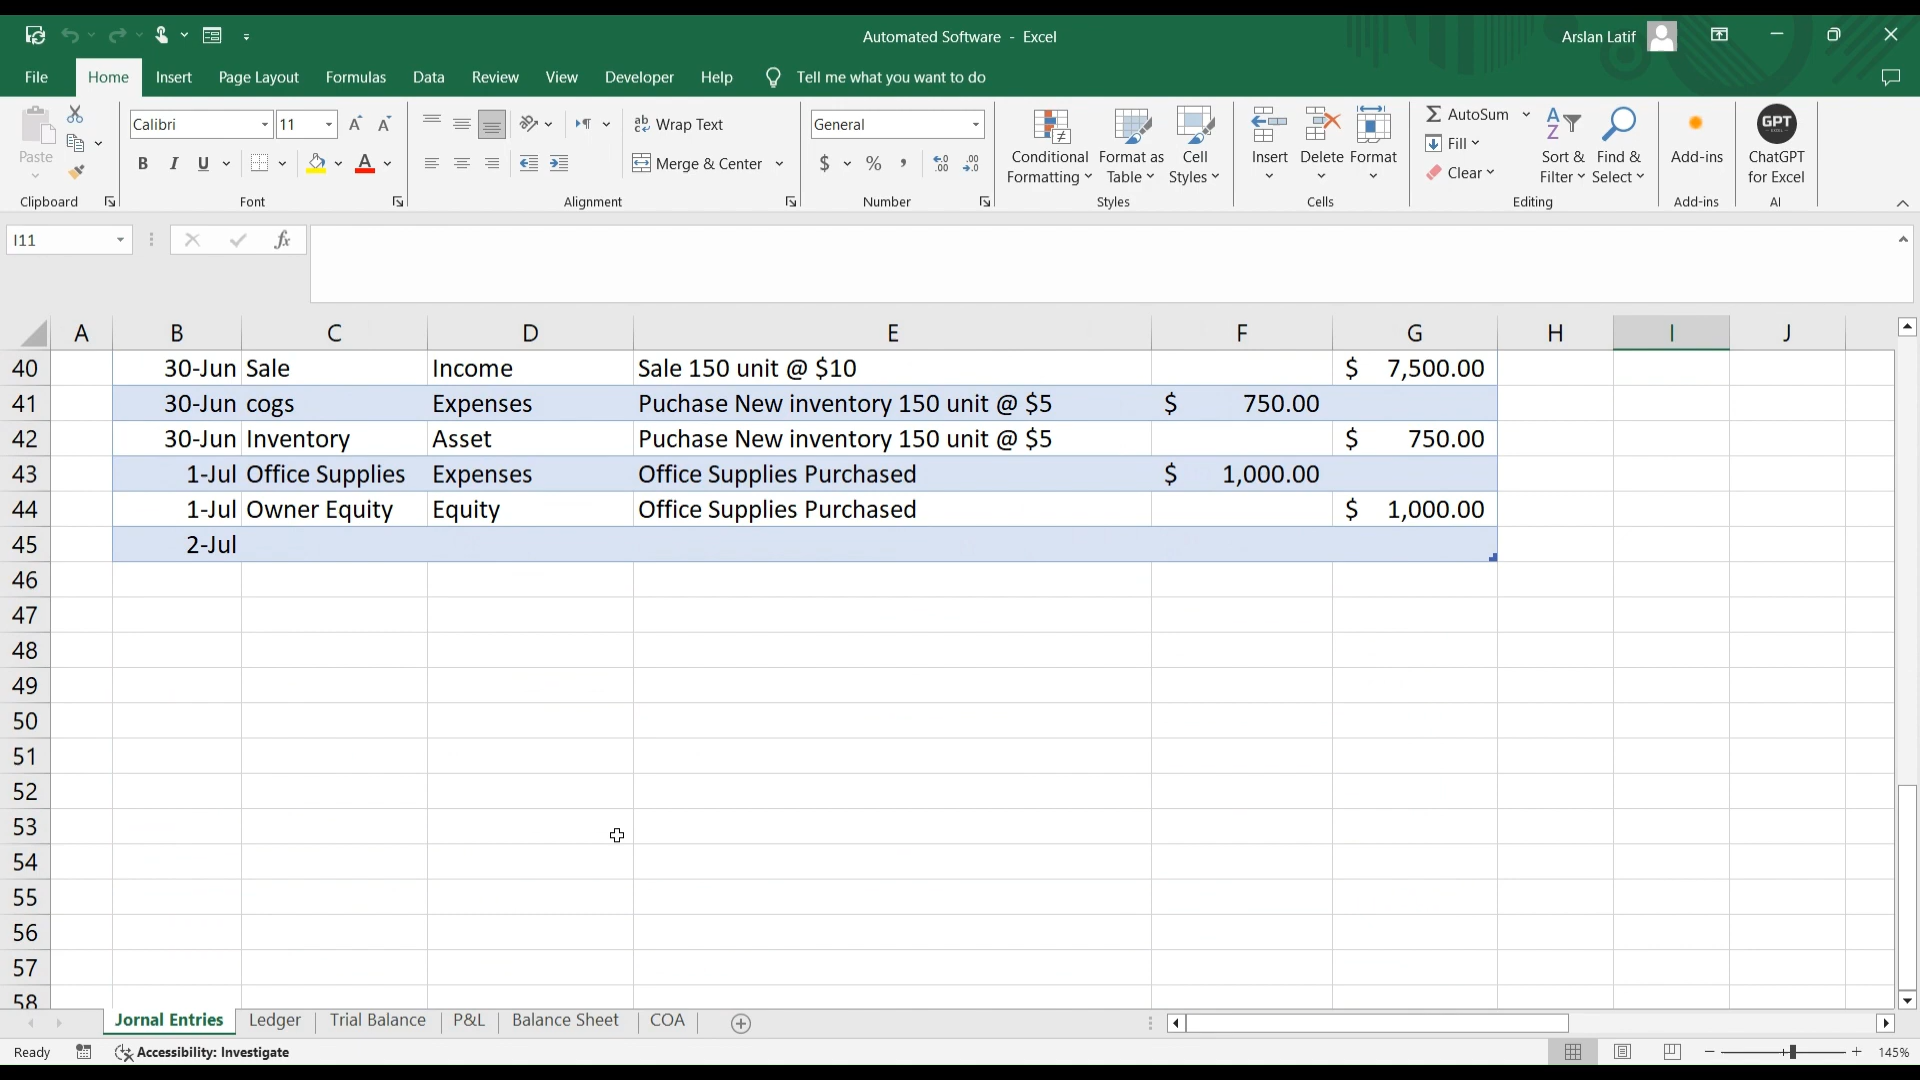 Automated Software - Excel
Arslan Latif
File Home Insert Page Layout Formulas Data Review View Developer Help Tell me what you want to do
Paste
Clipboard
Calibri 11
B I U
Font
Wrap Text
Merge & Center
Alignment
General
$ % ,
Number
Conditional Formatting
Format as Table
Cell Styles
Styles
Insert Delete Format
Cells
AutoSum
Fill
Clear
Sort & Filter
Find & Select
Editing
Add-ins
Add-ins
GPT
ChatGPT for Excel
AI
I11 fx
A B C D E F G H I J
40 30-Jun Sale Income Sale 150 unit @ $10 $ 7,500.00
41 30-Jun cogs Expenses Puchase New inventory 150 unit @ $5 $ 750.00
42 30-Jun Inventory Asset Puchase New inventory 150 unit @ $5 $ 750.00
43 1-Jul Office Supplies Expenses Office Supplies Purchased $ 1,000.00
44 1-Jul Owner Equity Equity Office Supplies Purchased $ 1,000.00
45 2-Jul
46
47
48
49
50
51
52
53
54
55
56
57
58
Jornal Entries Ledger Trial Balance P&L Balance Sheet COA
Ready Accessibility: Investigate 145%